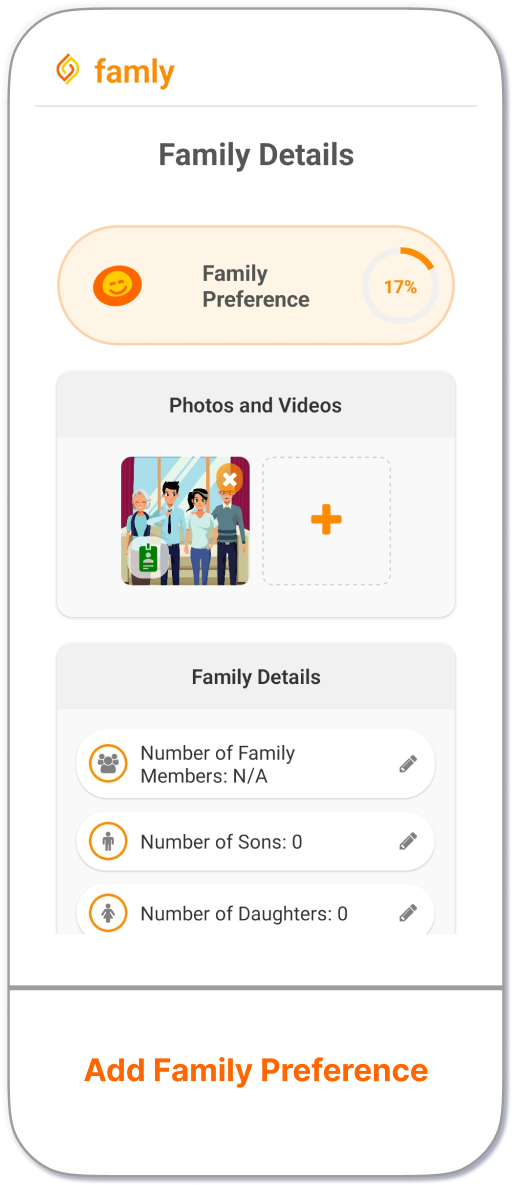 famly
Family Details
Family
Preference
17%
Photos and Videos
Family Details
Number of Family
Members: N/A
Number of Sons: 0
Number of Daughters: 0
Add Family Preference